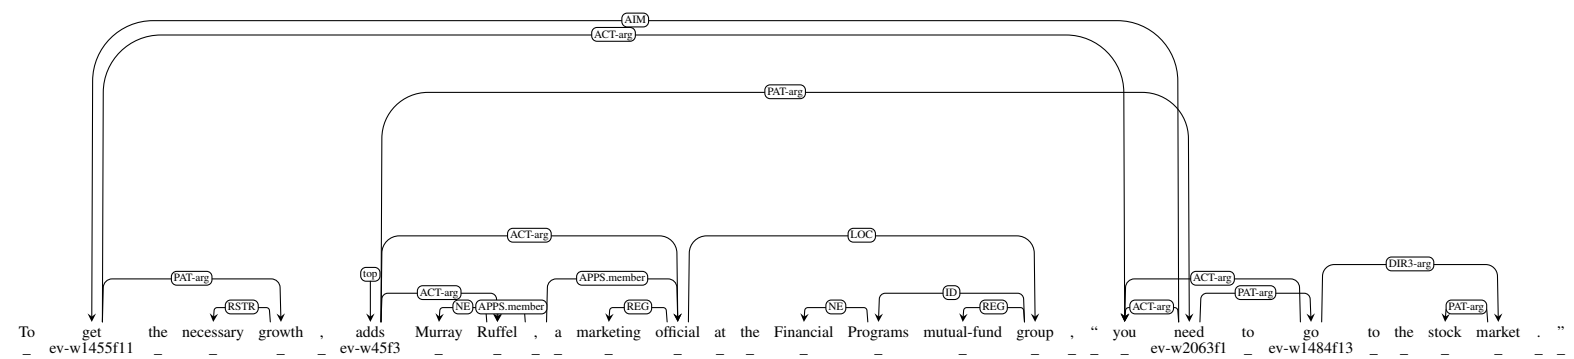 AIM
ACT-arg
PAT-arg
ACT-arg LOC
DIR3-arg
PAT-arg top APPS.member ACT-arg
ACT-arg ID PAT-arg
RSTR NE APPS.member REG NE REG ACT-arg PAT-arg
To get the necessary growth , adds Murray Ruffel , a marketing official at the Financial Programs mutual-fund group , “ you need to go to the stock market . ”
_ ev-w1455f11 _ _ _ _ ev-w45f3 _ _ _ _ _ _ _ _ _ _ _ _ _ _ _ ev-w2063f1 _ ev-w1484f13 _ _ _ _ _ _